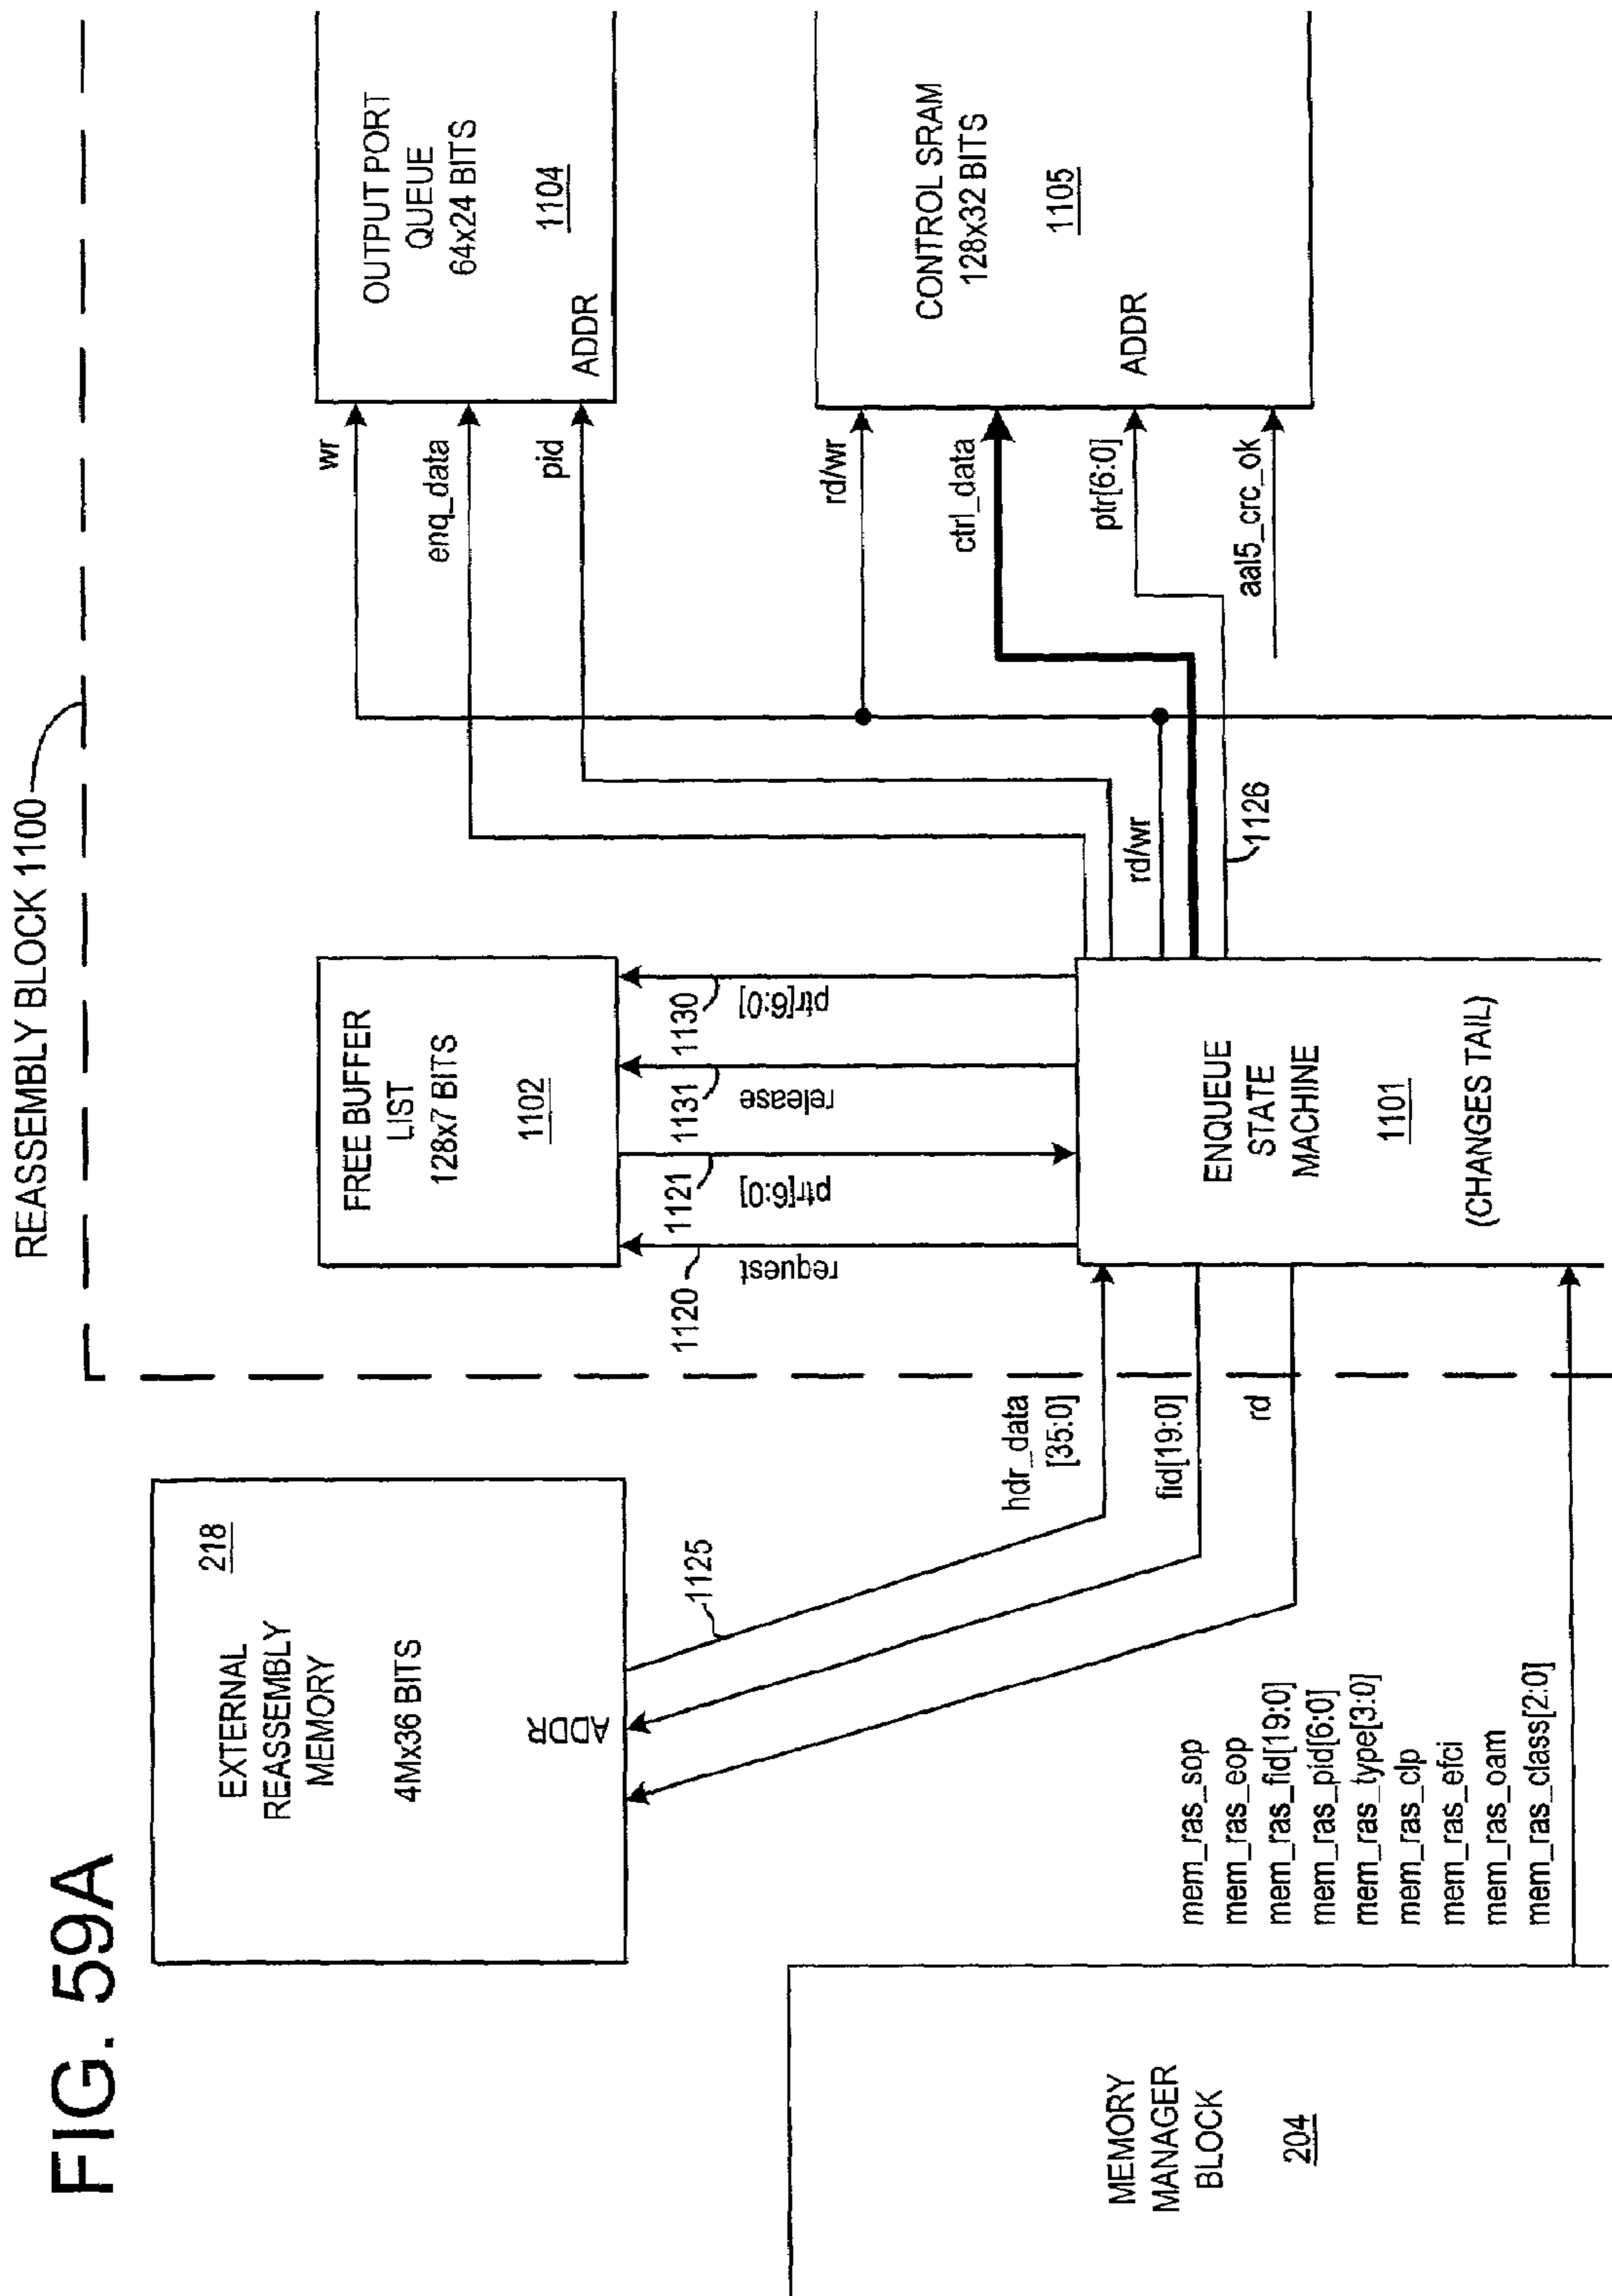 FIG. 59A
REASSEMBLY BLOCK 1100
EXTERNAL
REASSEMBLY
MEMORY
218
4Mx36 BITS
ADDR
1125
FREE BUFFER
LIST
128x7 BITS
1102
OUTPUT PORT
QUEUE
64x24 BITS
1104
ADDR
wr
enq_data
pid
1120
request
1121
ptr[6:0]
1131
release
1130
ptr[6:0]
CONTROL SRAM
128x32 BITS
1105
ADDR
rd/wr
ctrl_data
ptr[6:0]
aal5_crc_ok
rd/wr
1126
hdr_data
[35:0]
fid[19:0]
rd
ENQUEUE
STATE
MACHINE
1101
(CHANGES TAIL)
mem_ras_sop
mem_ras_eop
mem_ras_fid[19:0]
mem_ras_pid[6:0]
mem_ras_type[3:0]
mem_ras_clp
mem_ras_efci
mem_ras_oam
mem_ras_class[2:0]
MEMORY
MANAGER
BLOCK
204